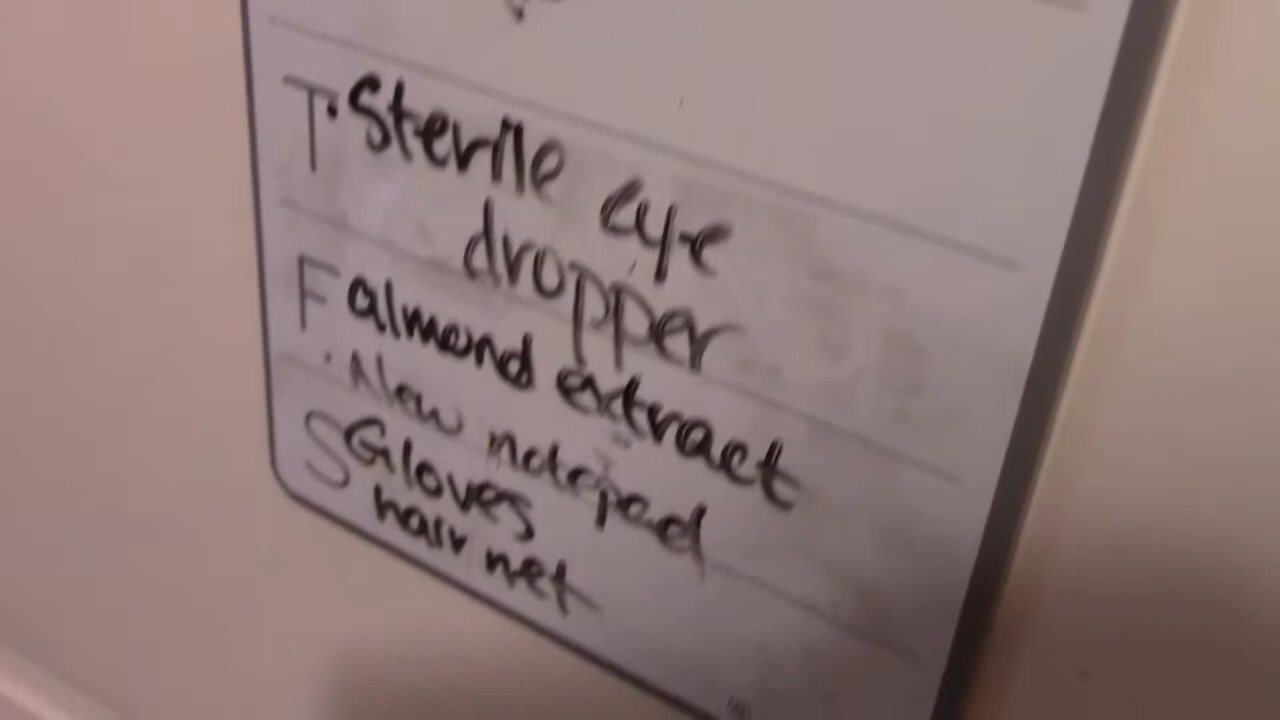 T · Sterile eye
dropper
F almond extract
· New notepad
S Gloves
hair net